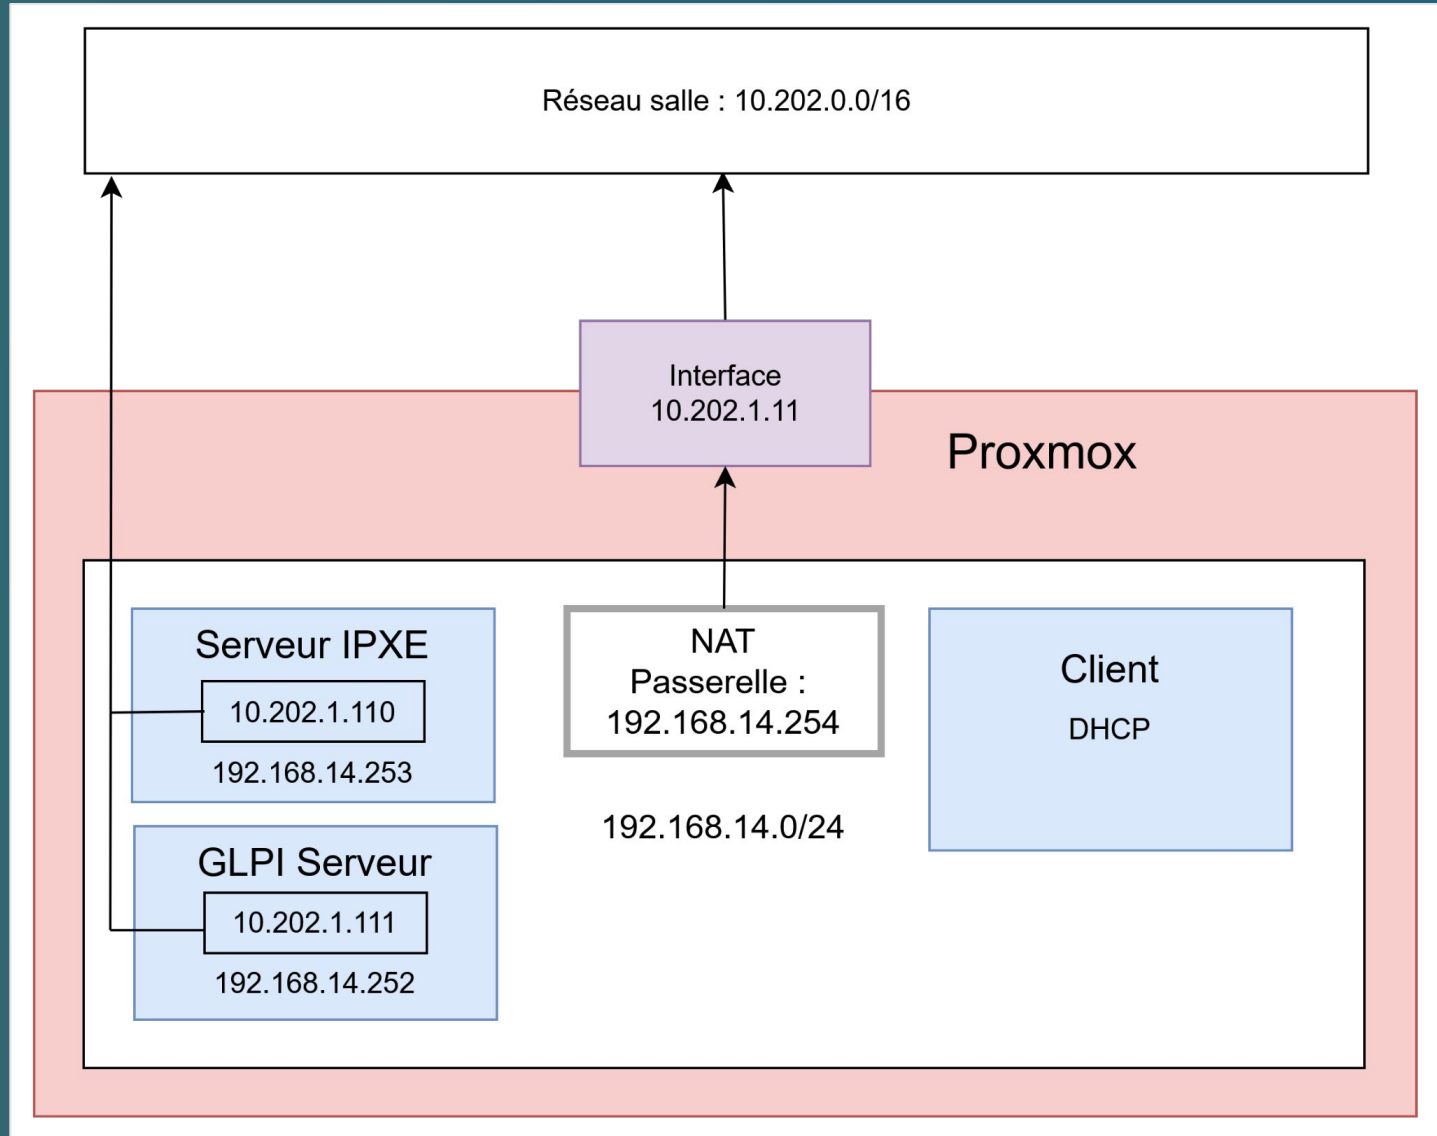 Réseau salle : 10.202.0.0/16
Interface
10.202.1.11
Proxmox
Serveur IPXE
10.202.1.110
192.168.14.253
GLPI Serveur
10.202.1.111
192.168.14.252
NAT
Passerelle :
192.168.14.254
192.168.14.0/24
Client
DHCP